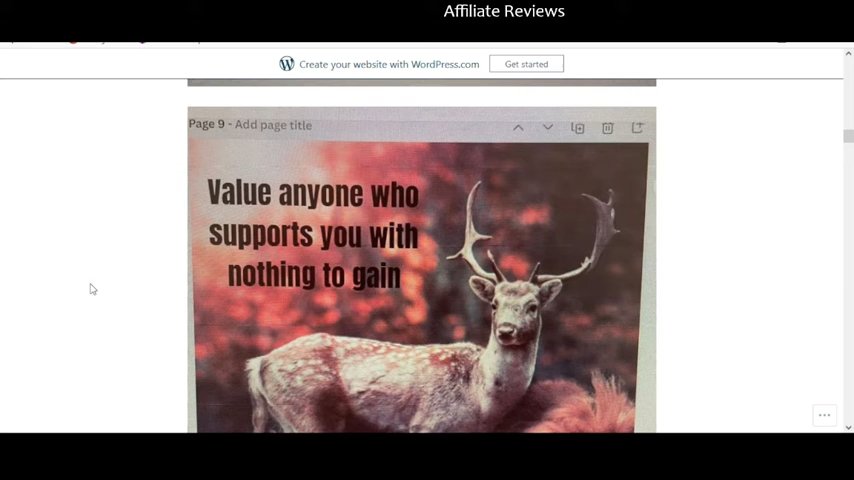 Affiliate Reviews
Create your website with WordPress.com
Get started
Page 9 - Add page title
Value anyone who
supports you with
nothing to gain